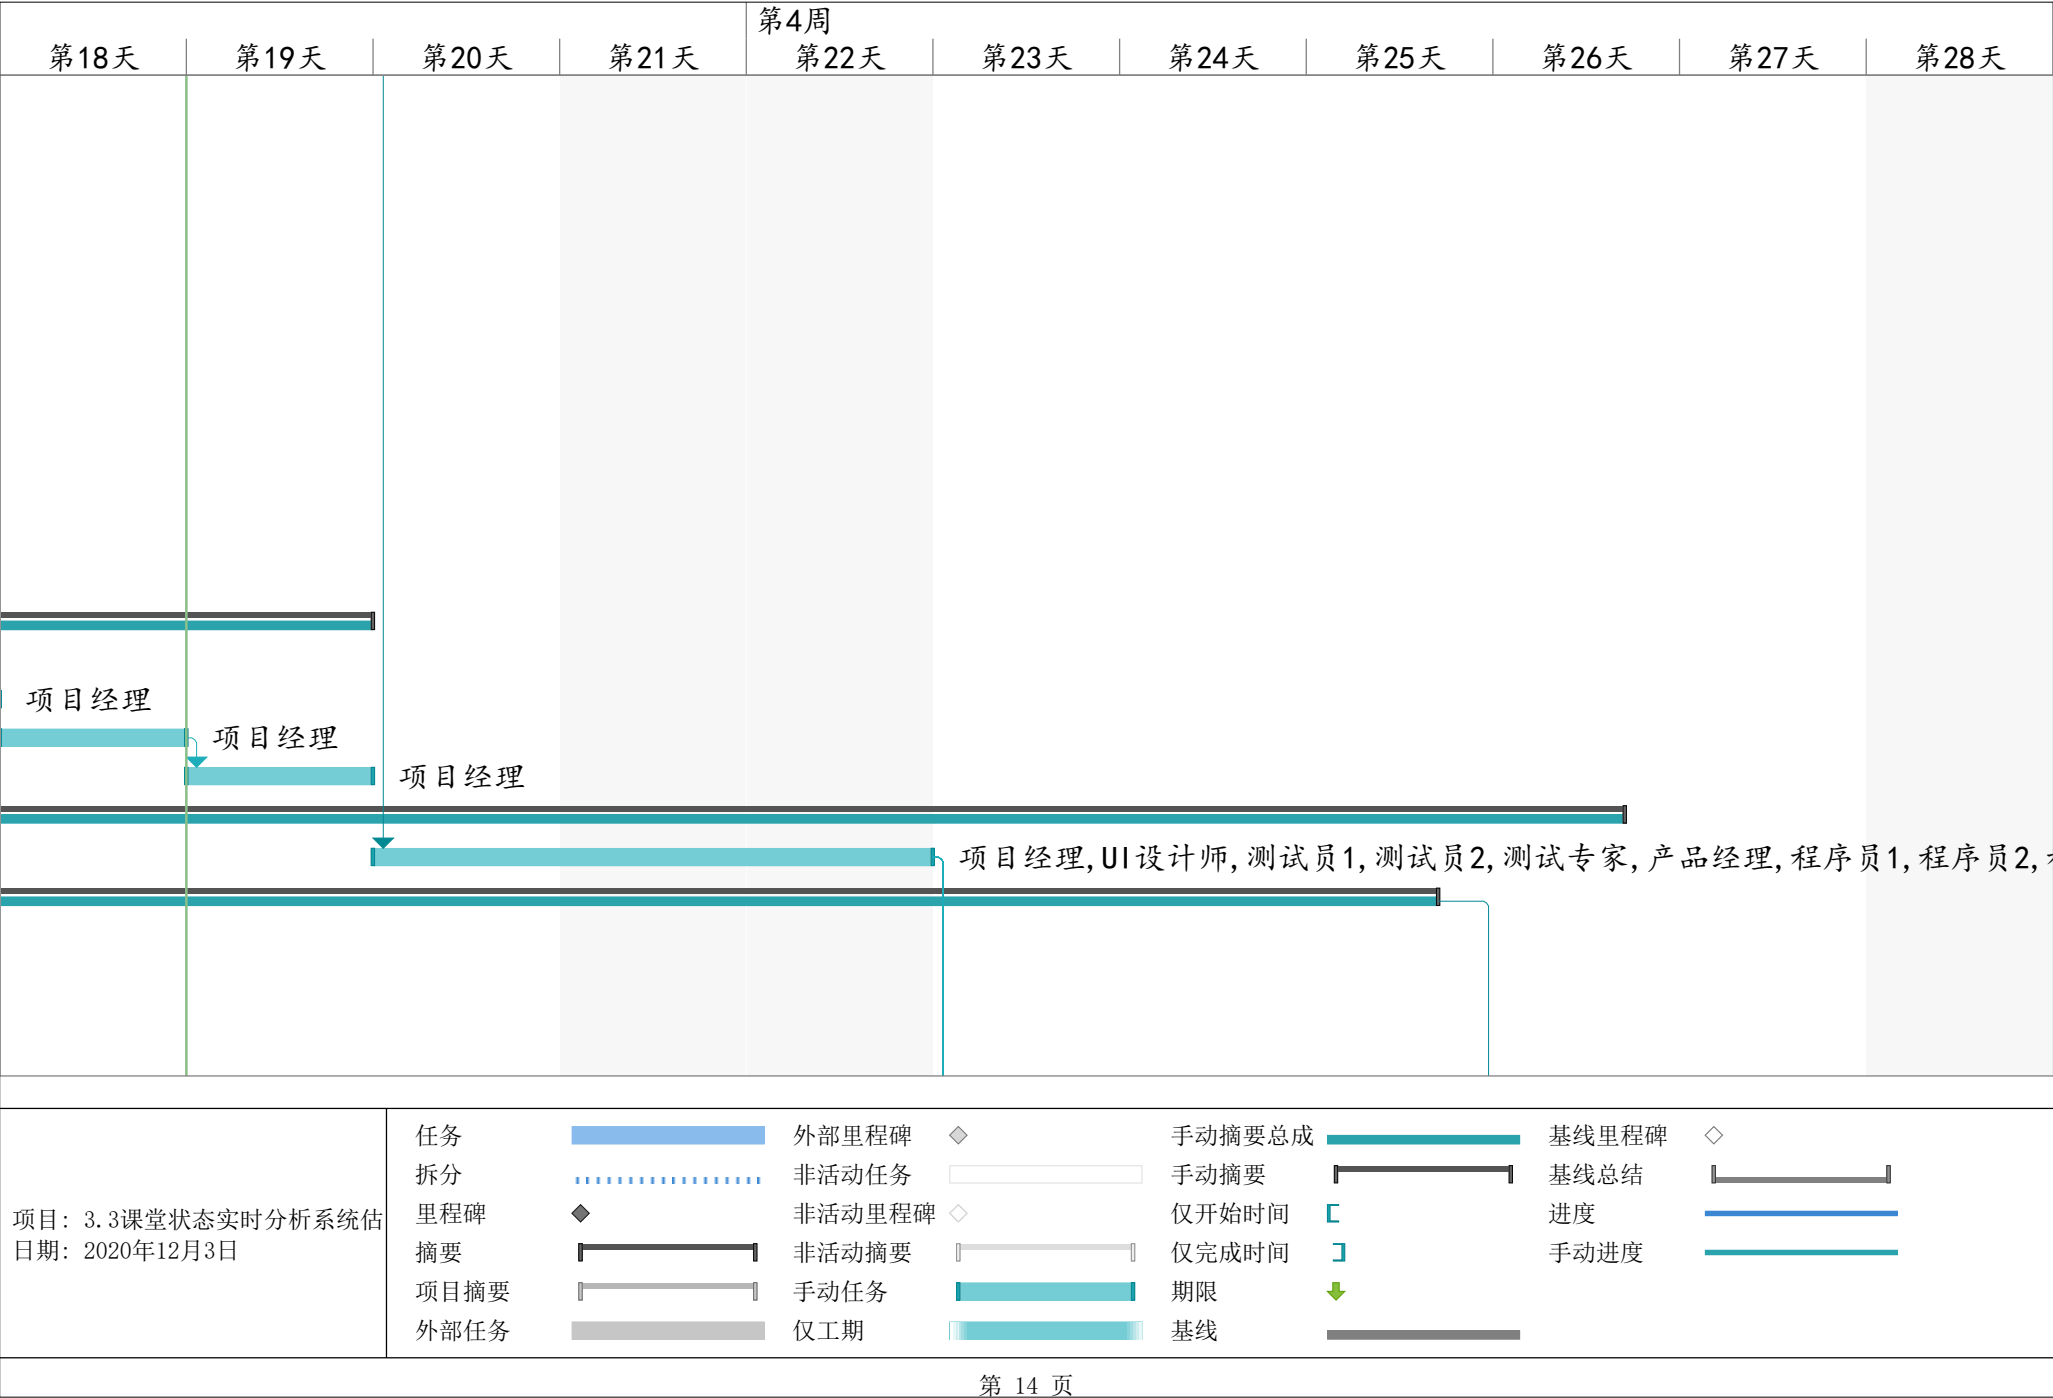 第4周
第18天 第19天 第20天 第21天 第22天 第23天 第24天 第25天 第26天 第27天 第28天
项目经理
项目经理
项目经理
项目经理,UI设计师,测试员1,测试员2,测试专家,产品经理,程序员1,程序员2,
任务 外部里程碑 手动摘要总成 基线里程碑
拆分 非活动任务 手动摘要 基线总结
里程碑 非活动里程碑 仅开始时间 进度
摘要 非活动摘要 仅完成时间 手动进度
项目摘要 手动任务 期限
外部任务 仅工期 基线
项目: 3.3课堂状态实时分析系统估
日期: 2020年12月3日
第 14 页